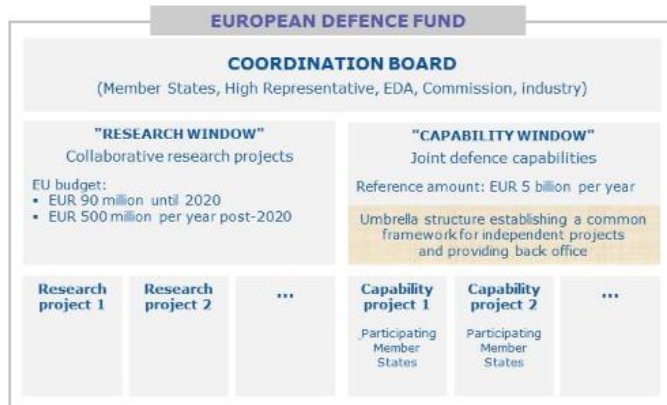 EUROPEAN DEFENCE FUND
COORDINATION BOARD
(Member States, High Representative, EDA, Commission, industry)
"RESEARCH WINDOW"
Collaborative research projects
EU budget:
▪ EUR 90 million until 2020
▪ EUR 500 million per year post-2020
"CAPABILITY WINDOW"
Joint defence capabilities
Reference amount: EUR 5 billion per year
Umbrella structure establishing a common
framework for independent projects
and providing back office
Research
project 1
Research
project 2
...
Capability
project 1
Participating
Member
States
Capability
project 2
Participating
Member
States
...